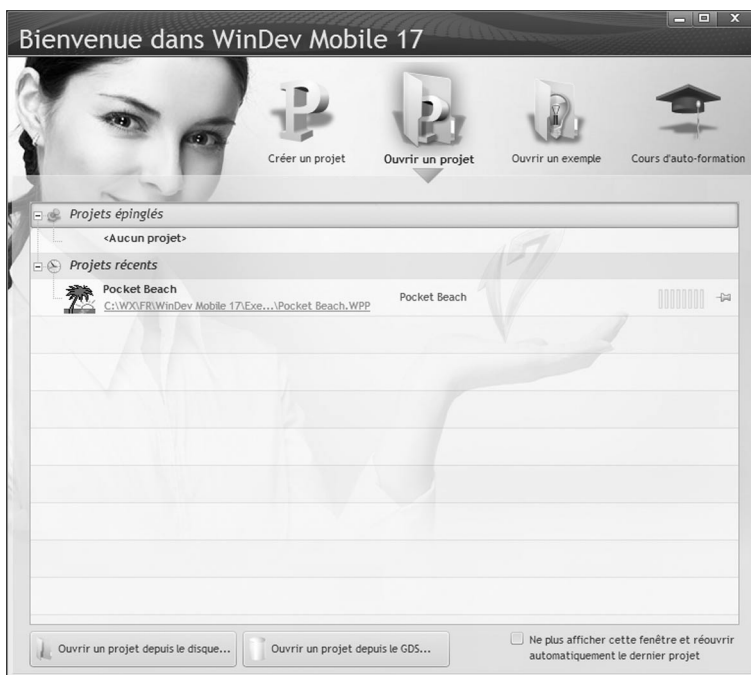 Bienvenue dans WinDev Mobile 17
Créer un projet
Ouvrir un projet
Ouvrir un exemple
Cours d'auto-formation
Projets épinglés
<Aucun projet>
Projets récents
Pocket Beach
C:\WX\FR\WinDev Mobile 17\Exe...\Pocket Beach.WPP
Pocket Beach
Ouvrir un projet depuis le disque...
Ouvrir un projet depuis le GDS...
Ne plus afficher cette fenêtre et réouvrir
automatiquement le dernier projet